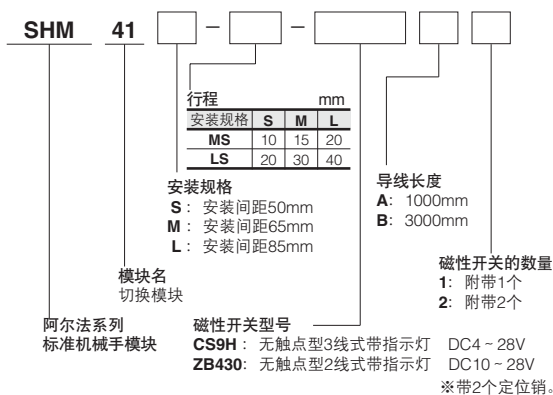 SHM 41 － －
行程 mm
安装规格 S M L
MS 10 15 20
LS 20 30 40
安装规格
S： 安装间距50mm
M： 安装间距65mm
L： 安装间距85mm
导线长度
A： 1000mm
B： 3000mm
磁性开关的数量
1： 附带1个
2： 附带2个
模块名
切换模块
阿尔法系列
标准机械手模块
磁性开关型号
CS9H： 无触点型3线式带指示灯 DC4～28V
ZB430： 无触点型2线式带指示灯 DC10～28V
※带2个定位销。